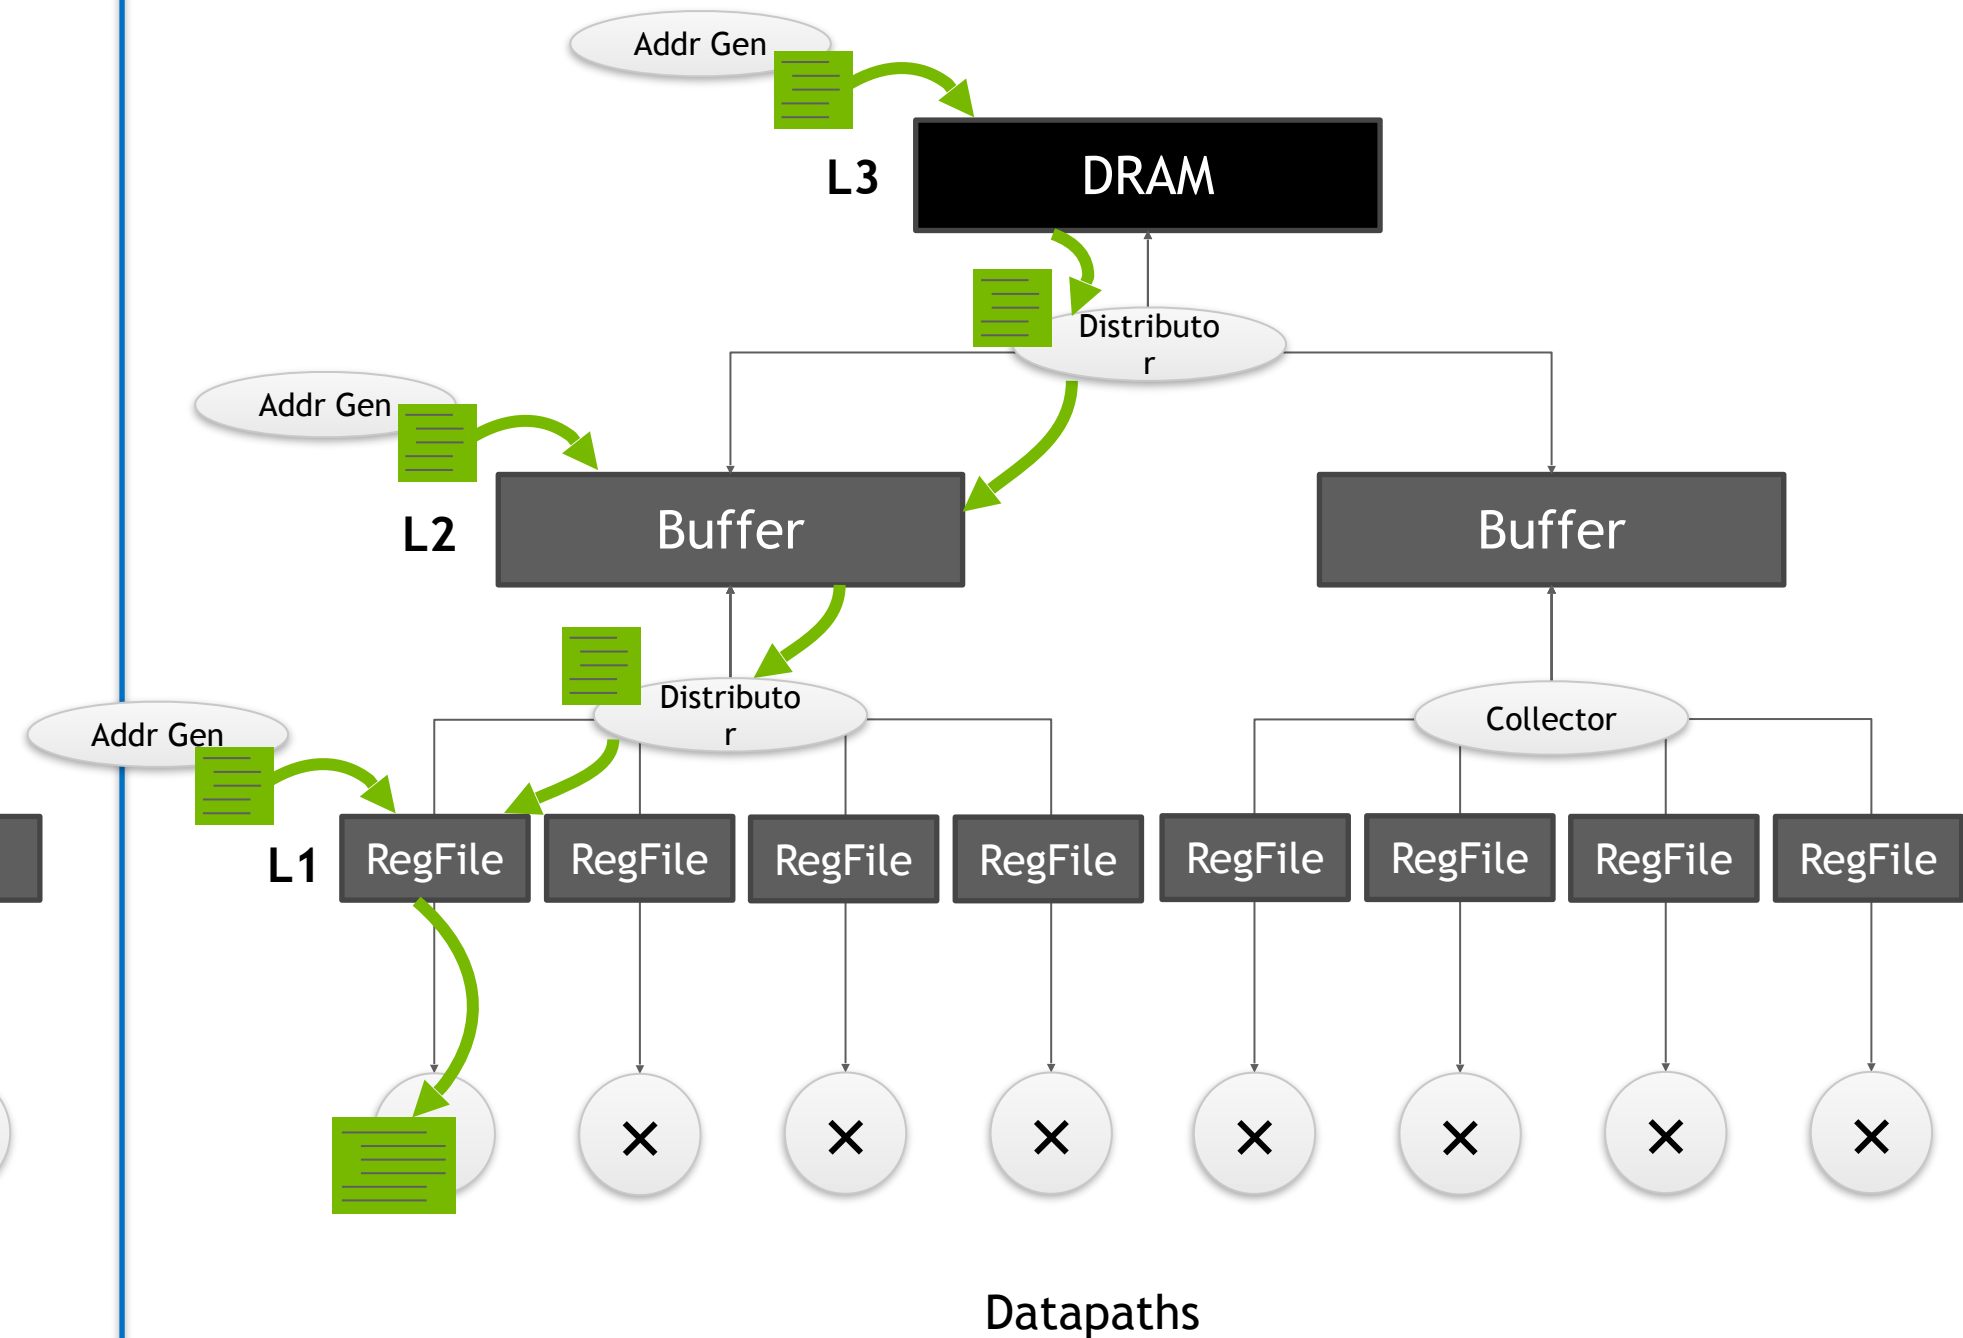 Addr Gen
L3
DRAM
Distributo
r
Addr Gen
L2
Buffer
Buffer
Distributo
r
Collector
Addr Gen
L1
RegFile
RegFile
RegFile
RegFile
RegFile
RegFile
RegFile
RegFile
×
×
×
×
×
×
×
Datapaths